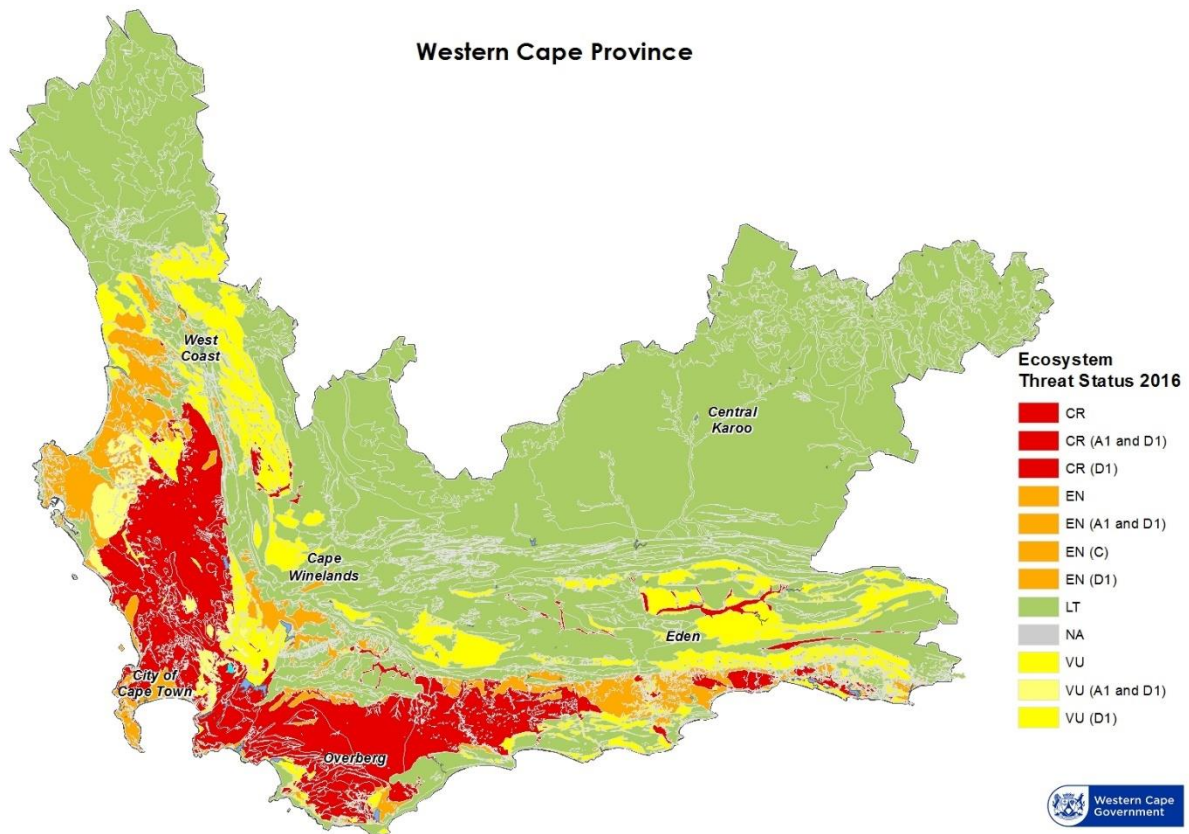 Western Cape Province
West
Coast
Central
Karoo
Cape
Winelands
Eden
City of
Cape Town
Overberg
Ecosystem
Threat Status 2016
CR
CR (A1 and D1)
CR (D1)
EN
EN (A1 and D1)
EN (C)
EN (D1)
LT
NA
VU
VU (A1 and D1)
VU (D1)
Western Cape
Government